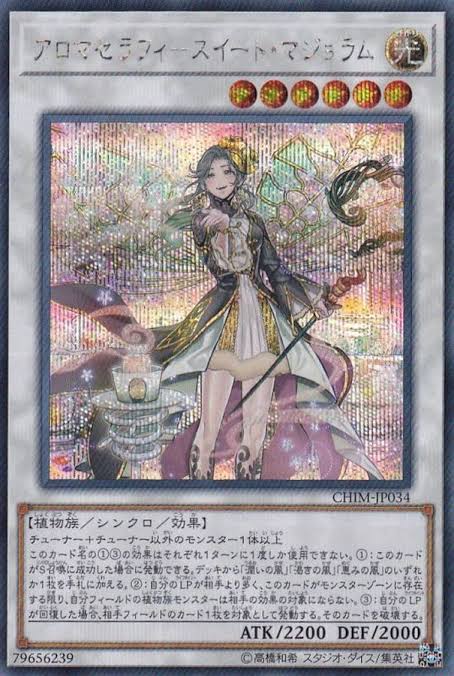 アロマセラフィースイート・マジョラム
光
CHIM-JP034
【植物族／シンクロ／効果】
チューナー＋チューナー以外のモンスター1体以上
このカード名の①③の効果はそれぞれ1ターンに1度しか使用できない。①：このカード
がS召喚に成功した場合に発動できる。デッキから「潤いの風」「渇きの風」「恵みの風」のいずれ
か1枚を手札に加える。②：自分のLPが相手より多く、このカードがモンスターゾーンに存在
する限り、自分フィールドの植物族モンスターは相手の効果の対象にならない。③：自分のLP
が回復した場合、相手フィールドのカード1枚を対象として発動する。そのカードを破壊する。
ATK/2200 DEF/2000
79656239 ©高橋和希 スタジオ・ダイス/集英社